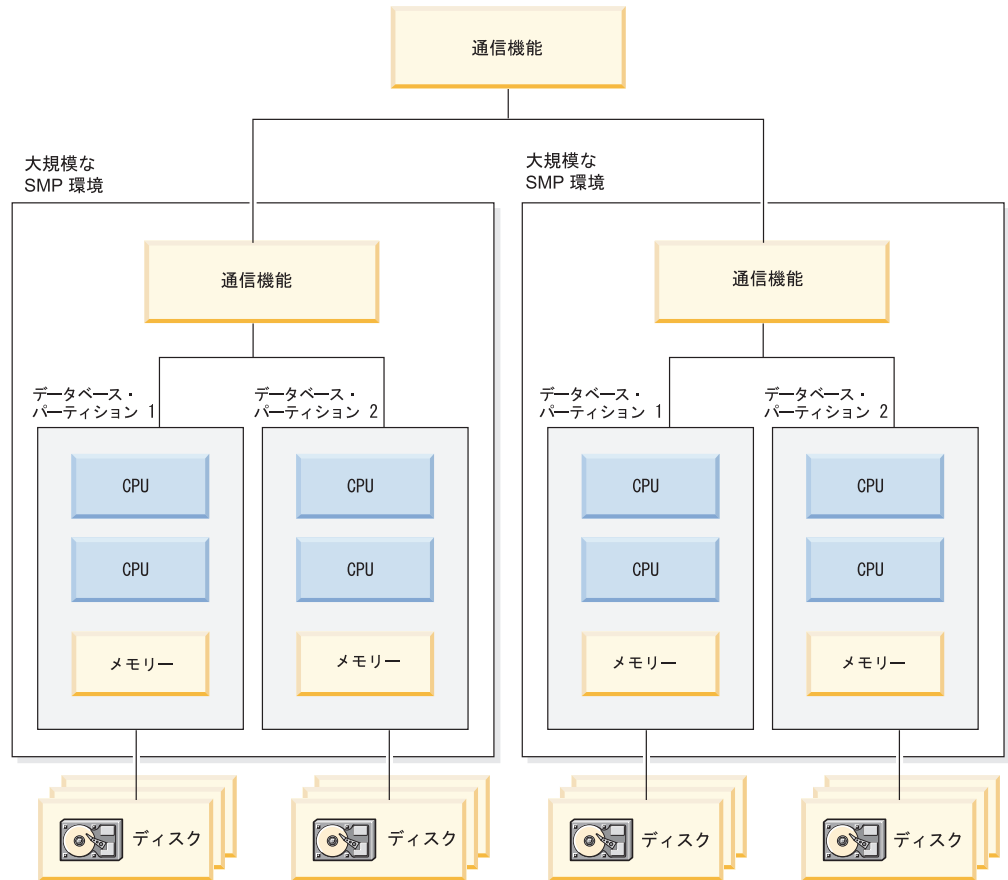 通信機能
大規模な
SMP 環境
大規模な
SMP 環境
通信機能
通信機能
データベース・
パーティション 1
データベース・
パーティション 2
データベース・
パーティション 1
データベース・
パーティション 2
CPU
CPU
CPU
CPU
CPU
CPU
CPU
CPU
メモリー
メモリー
メモリー
メモリー
ディスク
ディスク
ディスク
ディスク